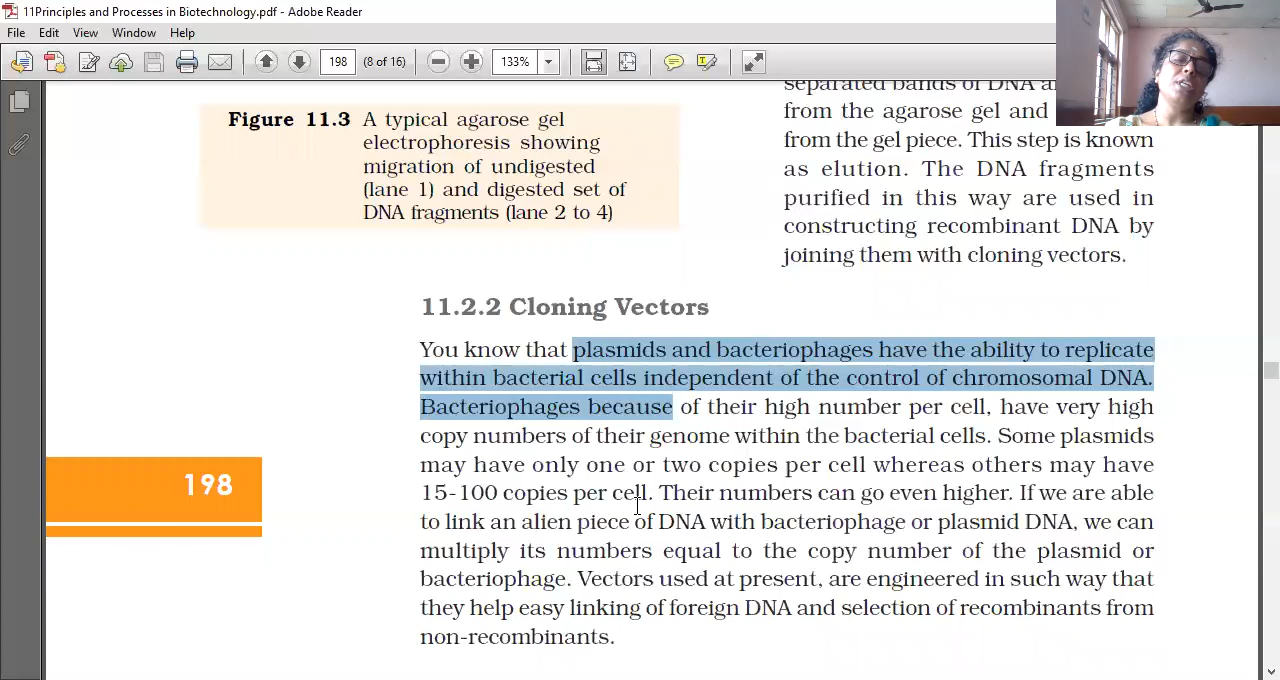 11Principles and Processes in Biotechnology.pdf - Adobe Reader
File Edit View Window Help
198 (8 of 16) 133%
separated bands of DNA
from the agarose gel and
from the gel piece. This step is known
as elution. The DNA fragments
purified in this way are used in
constructing recombinant DNA by
joining them with cloning vectors.
Figure 11.3 A typical agarose gel
electrophoresis showing
migration of undigested
(lane 1) and digested set of
DNA fragments (lane 2 to 4)
11.2.2 Cloning Vectors
You know that plasmids and bacteriophages have the ability to replicate
within bacterial cells independent of the control of chromosomal DNA.
Bacteriophages because of their high number per cell, have very high
copy numbers of their genome within the bacterial cells. Some plasmids
may have only one or two copies per cell whereas others may have
15-100 copies per cell. Their numbers can go even higher. If we are able
to link an alien piece of DNA with bacteriophage or plasmid DNA, we can
multiply its numbers equal to the copy number of the plasmid or
bacteriophage. Vectors used at present, are engineered in such way that
they help easy linking of foreign DNA and selection of recombinants from
non-recombinants.
198